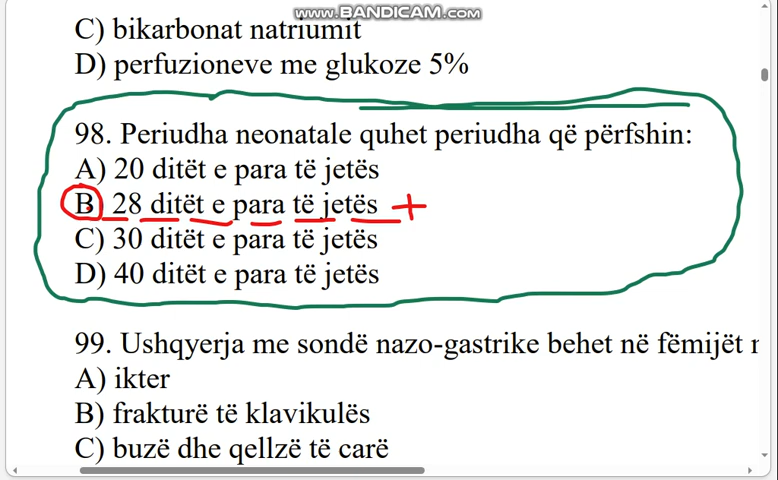 www.BANDICAM.com
C) bikarbonat natriumit
D) perfuzioneve me glukoze 5%
98. Periudha neonatale quhet periudha që përfshin:
A) 20 ditët e para të jetës
B) 28 ditët e para të jetës +
C) 30 ditët e para të jetës
D) 40 ditët e para të jetës
99. Ushqyerja me sondë nazo-gastrike behet në fëmijët
A) ikter
B) frakturë të klavikulës
C) buzë dhe qellzë të carë